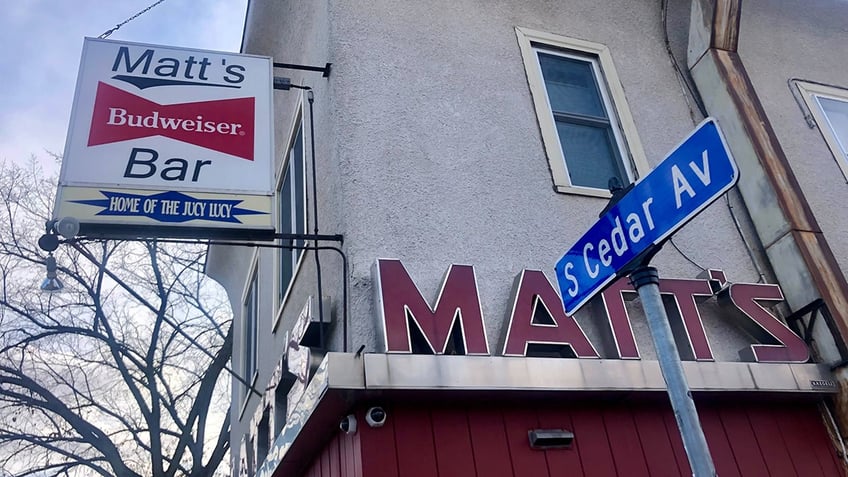 Matt's
Budweiser
Bar
HOME OF THE JUCY LUCY
S Cedar Av
MATT'S